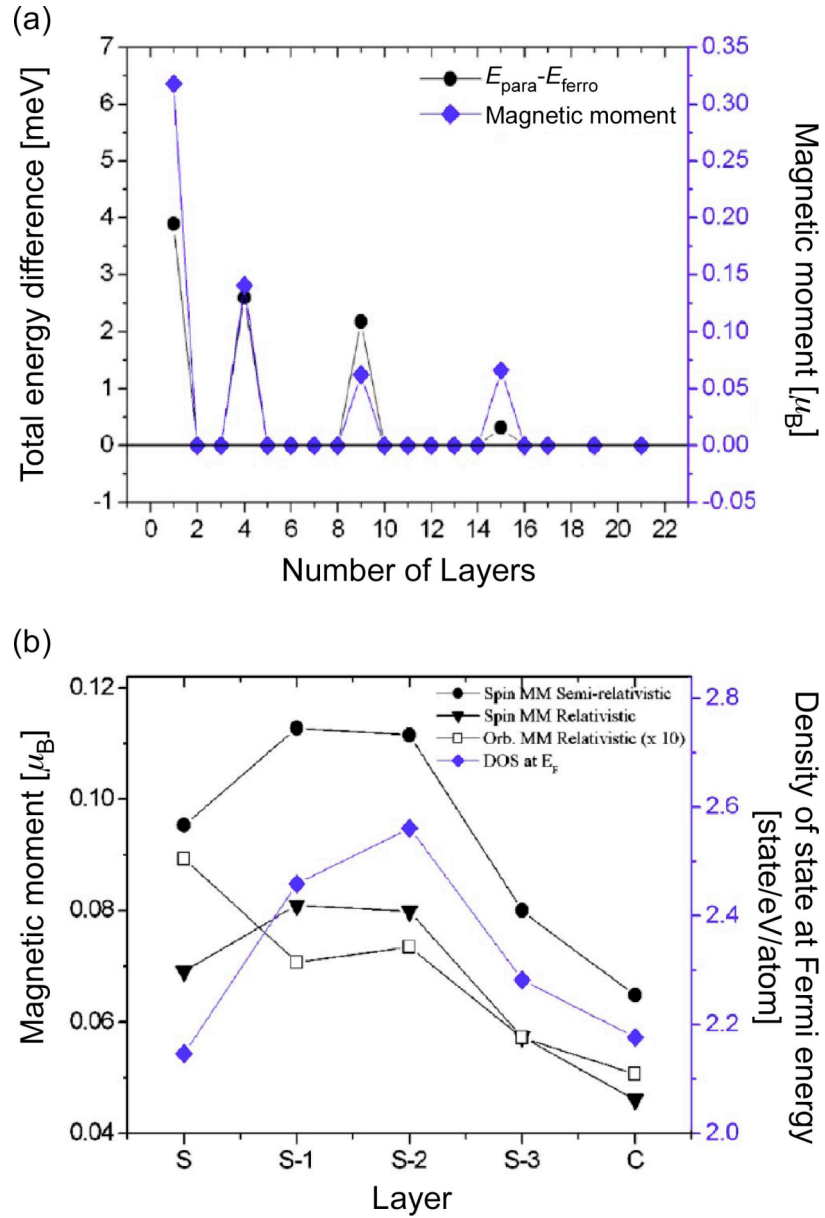 (a)
7
6
5
4
3
2
1
0
-1
Total energy difference [meV]
E_para-E_ferro
Magnetic moment
0.35
0.30
0.25
0.20
0.15
0.10
0.05
0.00
-0.05
Magnetic moment [μ_B]
0 2 4 6 8 10 12 14 16 18 20 22
Number of Layers
(b)
0.12
0.10
0.08
0.06
0.04
Magnetic moment [μ_B]
Spin MM Semi-relativistic
Spin MM Relativistic
Orb. MM Relativistic (x 10)
DOS at E_F
2.8
2.6
2.4
2.2
2.0
Density of state at Fermi energy
[state/eV/atom]
S S-1 S-2 S-3 C
Layer